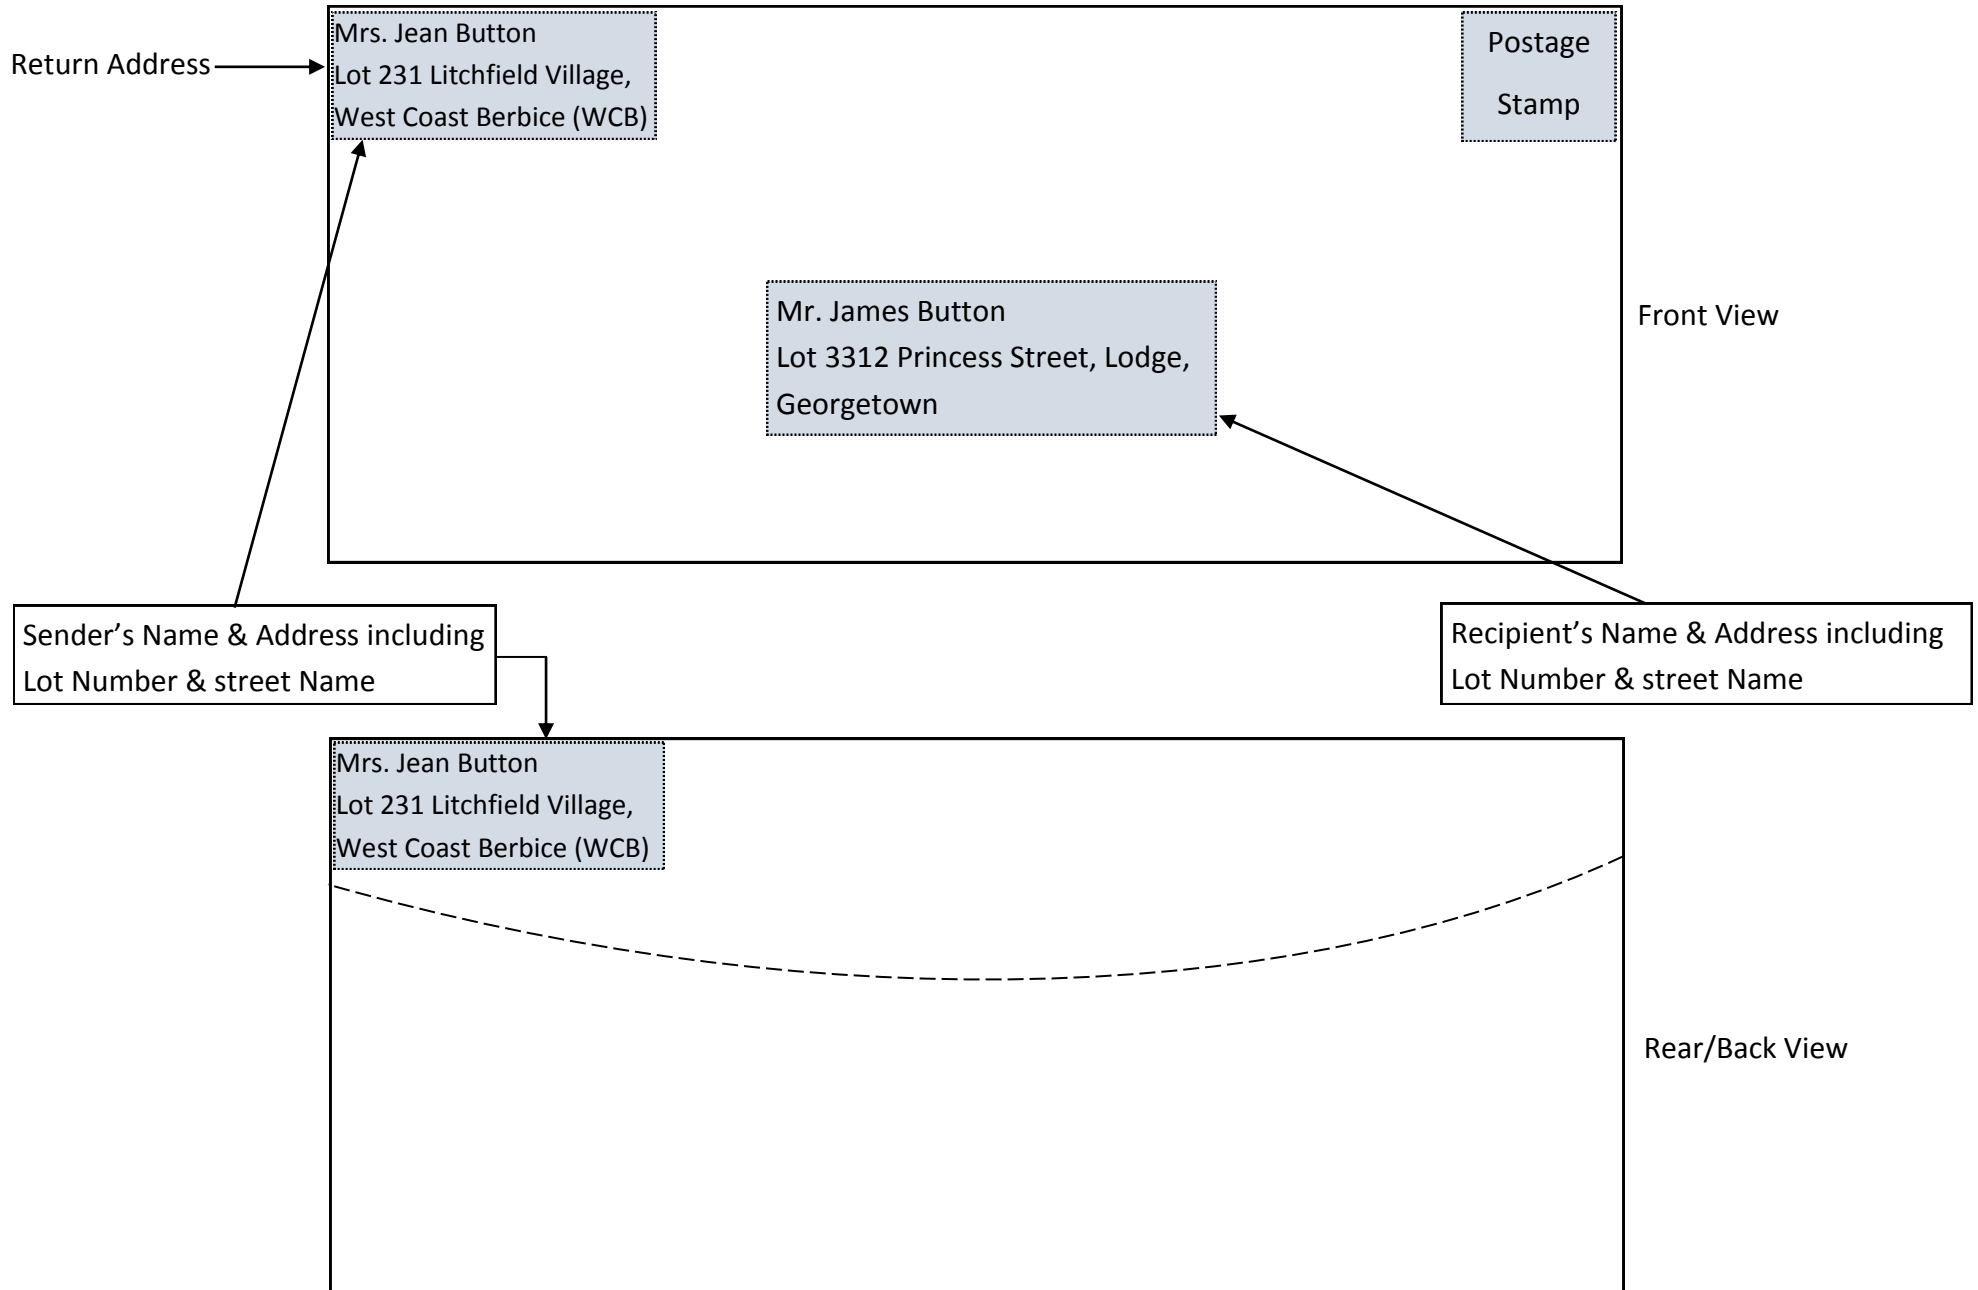 Return Address
Mrs. Jean Button
Lot 231 Litchfield Village,
West Coast Berbice (WCB)
Postage
Stamp
Mr. James Button
Lot 3312 Princess Street, Lodge,
Georgetown
Front View
Sender’s Name & Address including
Lot Number & street Name
Recipient’s Name & Address including
Lot Number & street Name
Mrs. Jean Button
Lot 231 Litchfield Village,
West Coast Berbice (WCB)
Rear/Back View